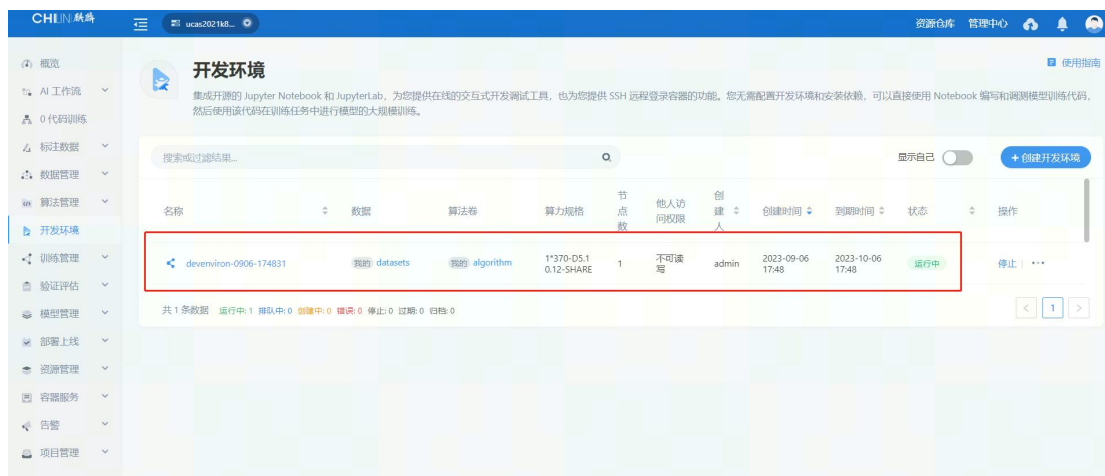 CHILIN 麒麟
ucas2021k8...
资源仓库 管理中心
概览
AI 工作流
0 代码训练
标注数据
数据管理
算法管理
开发环境
训练管理
验证评估
模型管理
部署上线
资源管理
容器服务
告警
项目管理
开发环境
使用指南
集成开源的 Jupyter Notebook 和 JupyterLab，为您提供在线的交互式开发调试工具，也为您提供 SSH 远程登录容器的功能。您无需配置开发环境和安装依赖，可以直接使用 Notebook 编写和调测模型训练代码，
然后使用该代码在训练任务中进行模型的大规模训练。
搜索或过滤结果...
显示自己
+ 创建开发环境
名称 数据 算法卷 算力规格 节点数 他人访问权限 创建人 创建时间 到期时间 状态 操作
devenviron-0906-174831 我的 datasets 我的 algorithm 1*370-D5.1 不可读 admin 2023-09-06 2023-10-06 运行中 停止 ···
0.12-SHARE 1 写 17:48 17:48
共 1 条数据 运行中: 1 排队中: 0 创建中: 0 错误: 0 停止: 0 过期: 0 归档: 0
< 1 >